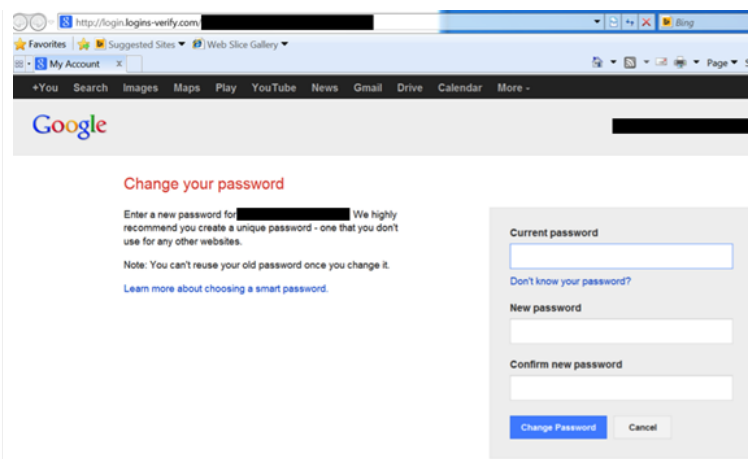 http://login.logins-verify.com/
Bing
Favorites Suggested Sites ▼ Web Slice Gallery ▼
My Account x
Page ▼
+You Search Images Maps Play YouTube News Gmail Drive Calendar More -
Google
Change your password
Enter a new password for We highly
recommend you create a unique password - one that you don't
use for any other websites.
Note: You can't reuse your old password once you change it.
Learn more about choosing a smart password.
Current password
Don't know your password?
New password
Confirm new password
Change Password Cancel